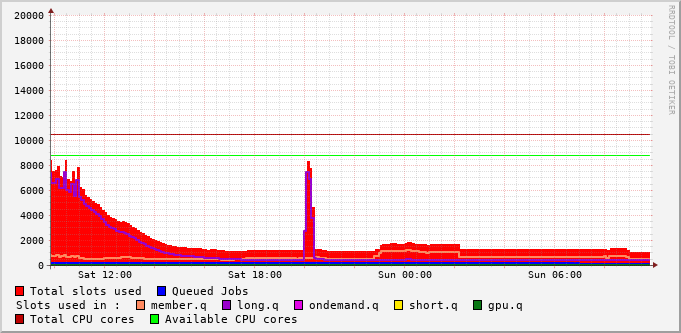 RRDTOOL / TOBI OETIKER
20000
18000
16000
14000
12000
10000
8000
6000
4000
2000
0
Sat 12:00 Sat 18:00 Sun 00:00 Sun 06:00
Total slots used Queued Jobs
Slots used in : member.q long.q ondemand.q short.q gpu.q
Total CPU cores Available CPU cores